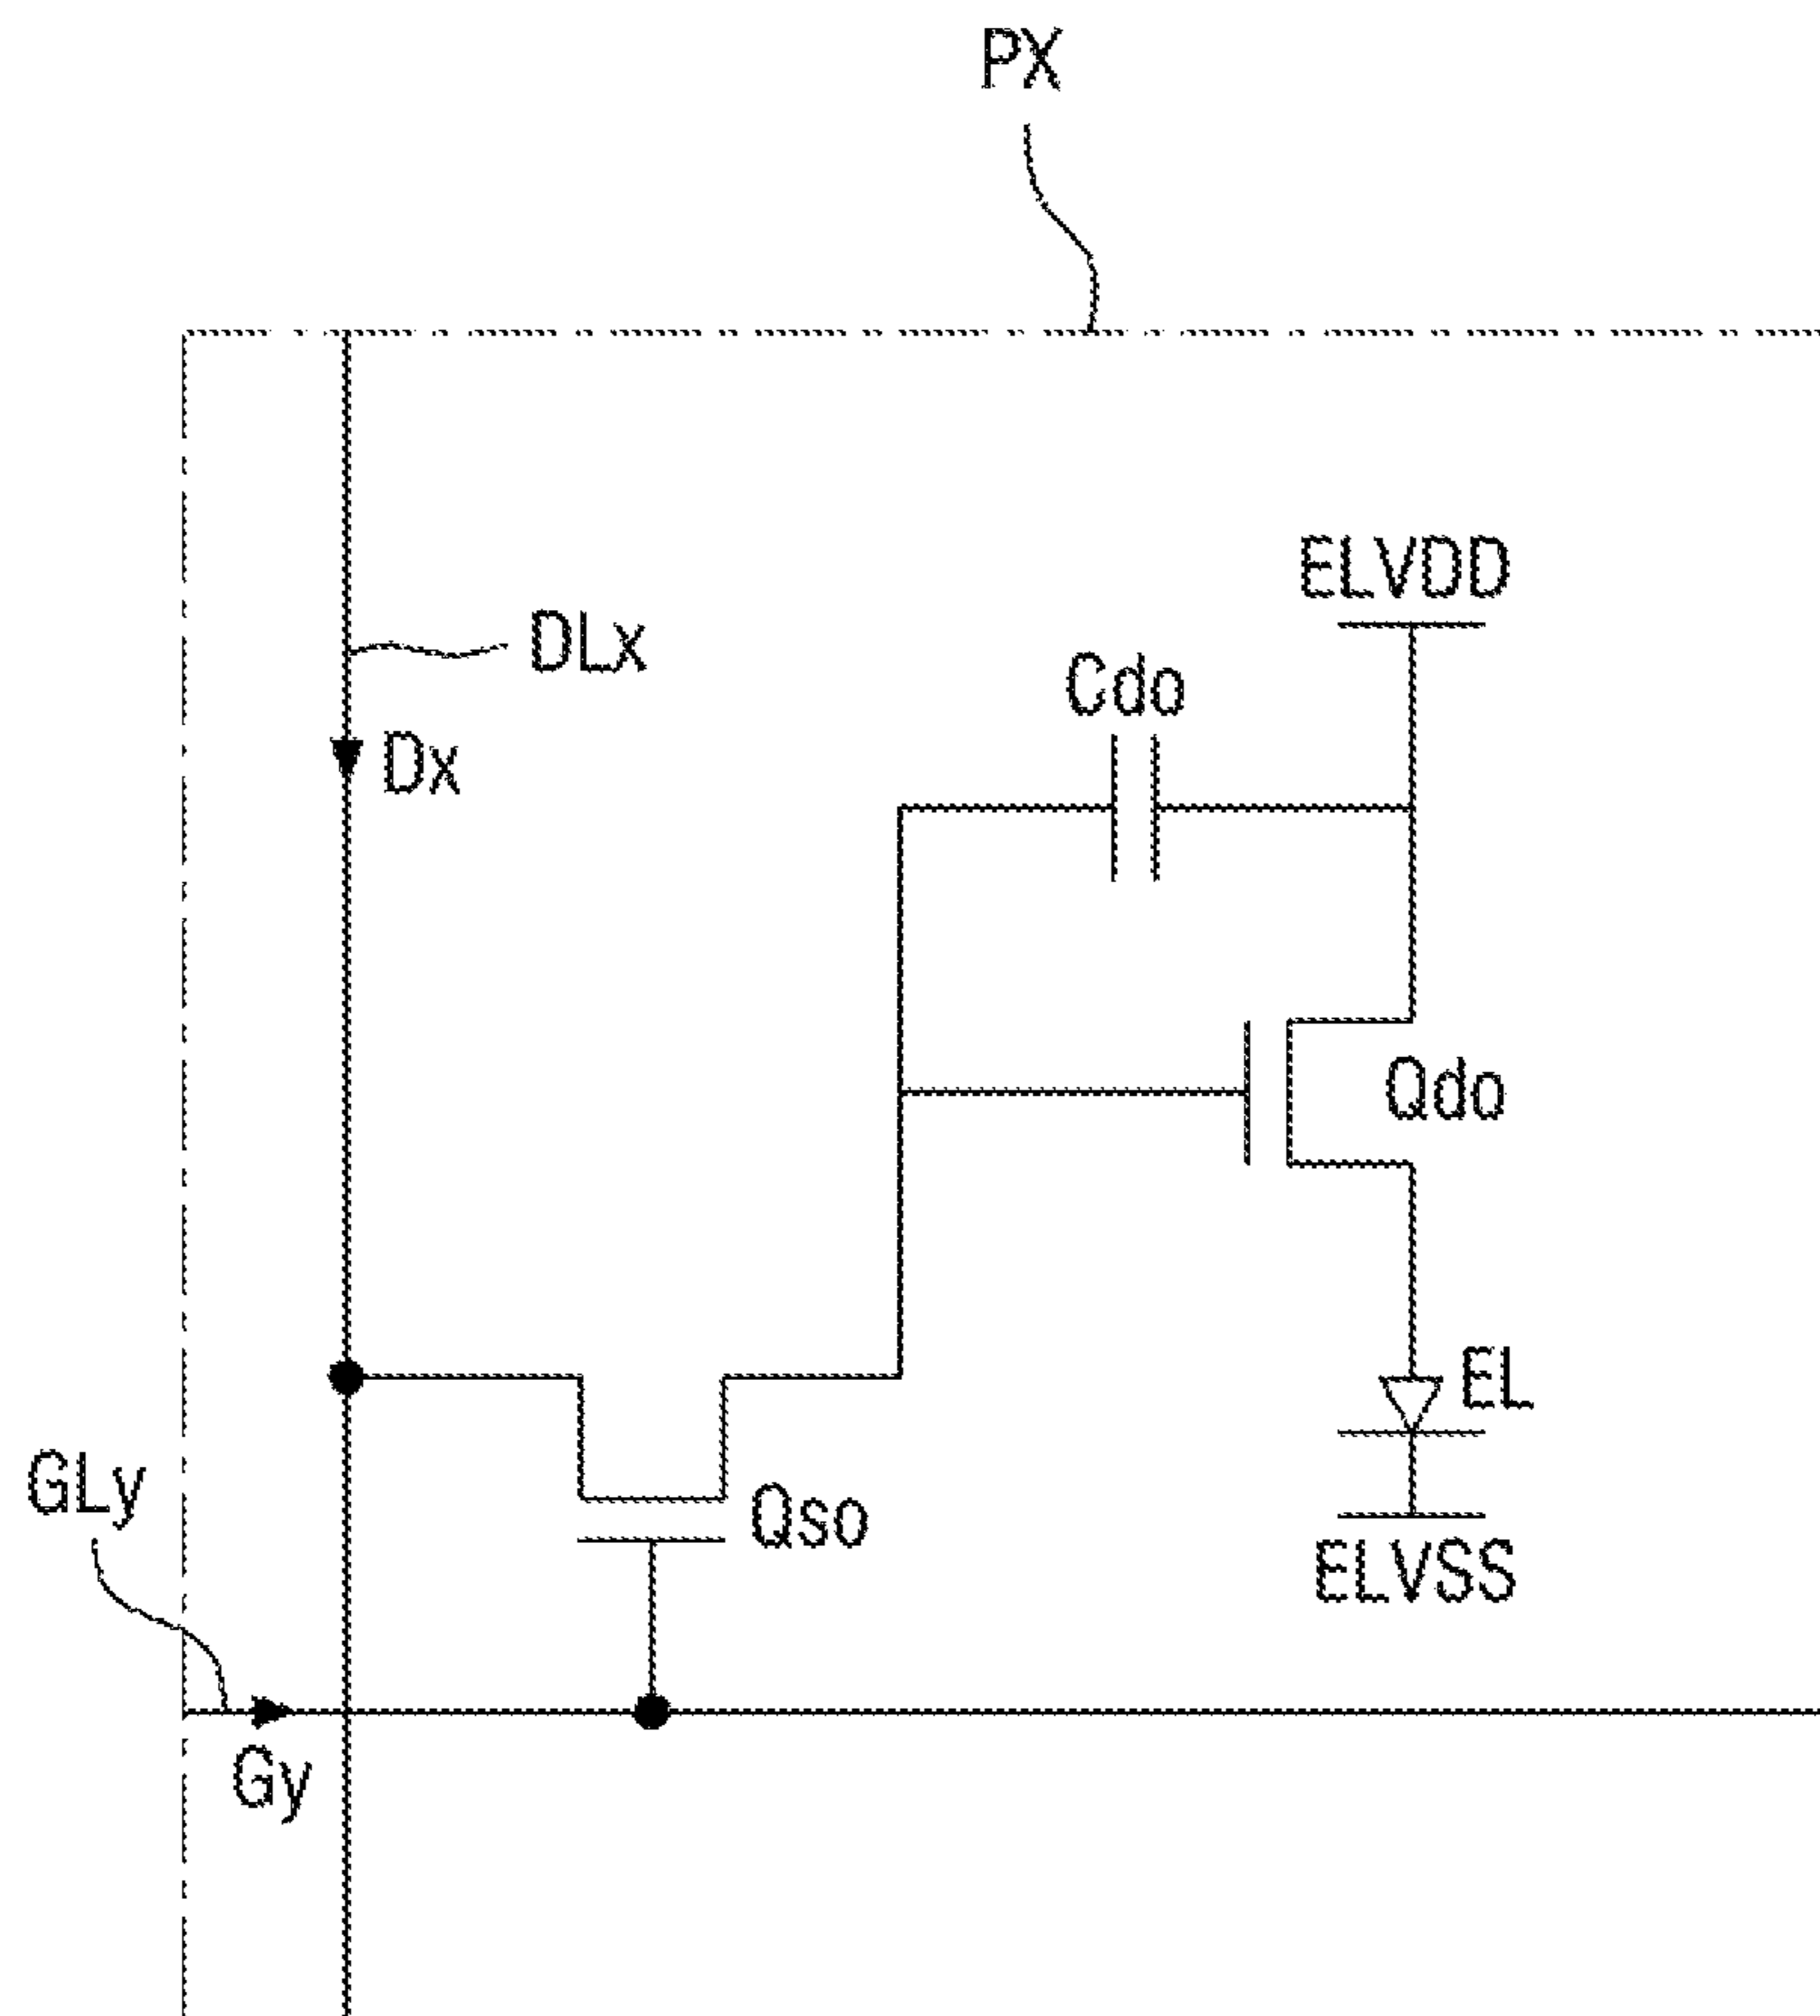 PX
ELVDD
DLx
Cdo
Dx
Qdo
EL
GLy
Qso
ELVSS
Gy